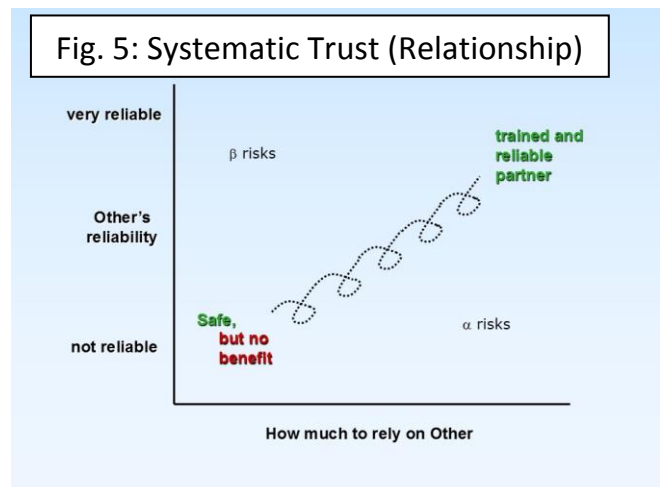 Fig. 5: Systematic Trust (Relationship)
very reliable
β risks
trained and
reliable
partner
Other's
reliability
Safe,
but no
benefit
α risks
not reliable
How much to rely on Other